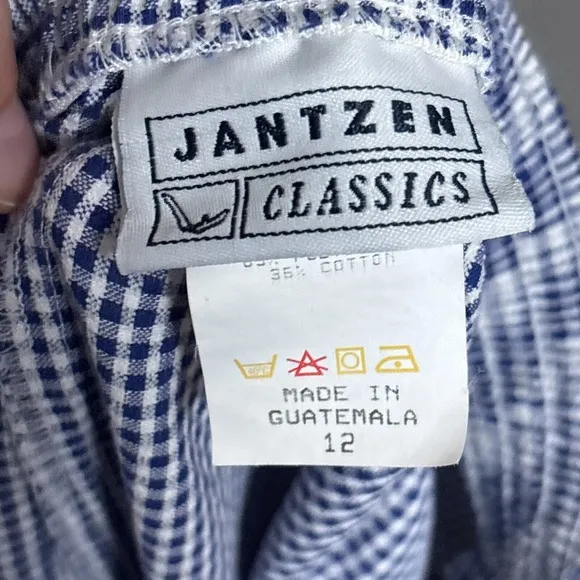 JANTZEN
CLASSICS
35% COTTON
MADE IN
GUATEMALA
12